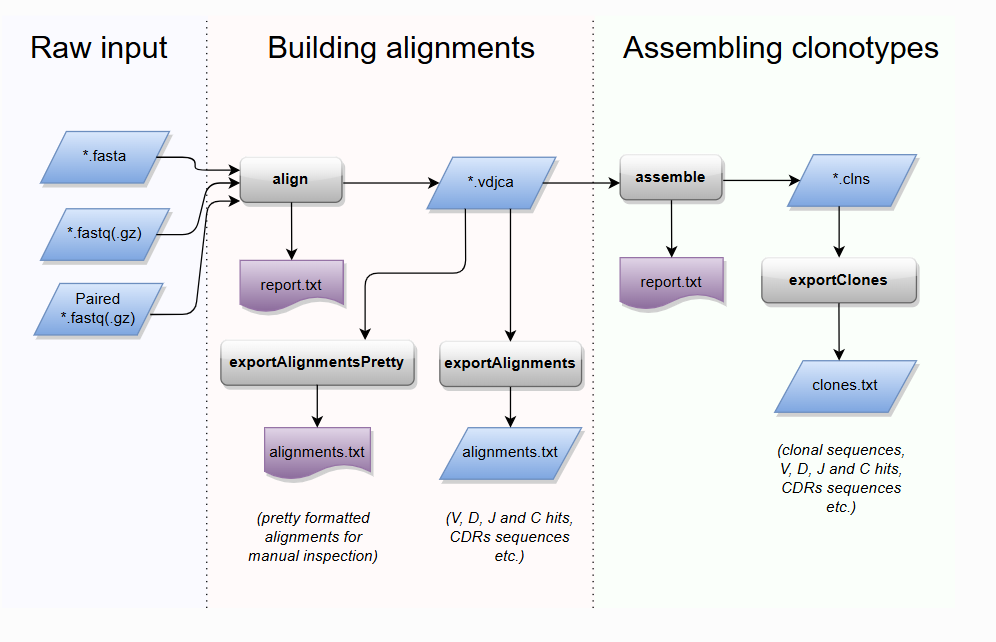 Raw input
Building alignments
Assembling clonotypes
*.fasta
*.fastq(.gz)
Paired
*.fastq(.gz)
align
*.vdjca
report.txt
exportAlignmentsPretty
exportAlignments
alignments.txt
alignments.txt
(pretty formatted
alignments for
manual inspection)
(V, D, J and C hits,
CDRs sequences
etc.)
assemble
*.clns
report.txt
exportClones
clones.txt
(clonal sequences,
V, D, J and C hits,
CDRs sequences
etc.)